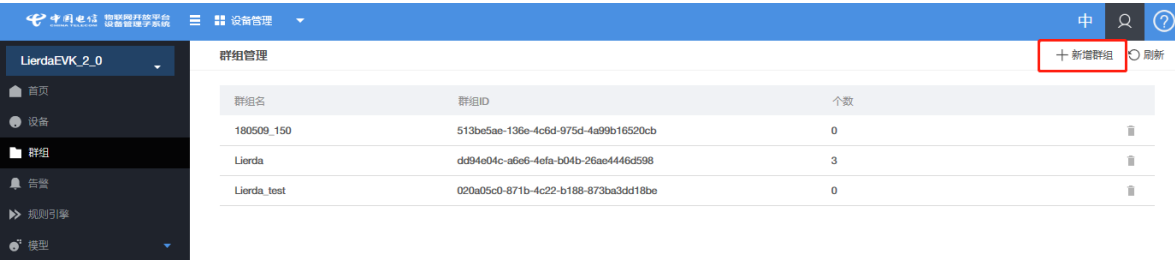 中国电信 物联网开放平台
CHINA TELECOM 设备管理子系统
设备管理
中
LierdaEVK_2_0
群组管理
新增群组
刷新
首页
设备
群组
告警
规则引擎
模型
群组名 群组ID 个数
180509_150 513be5ae-136e-4c6d-975d-4a99b16520cb 0
Lierda dd94e04c-a6e6-4efa-b04b-26ae4446d598 3
Lierda_test 020a05c0-871b-4c22-b188-873ba3dd18be 0